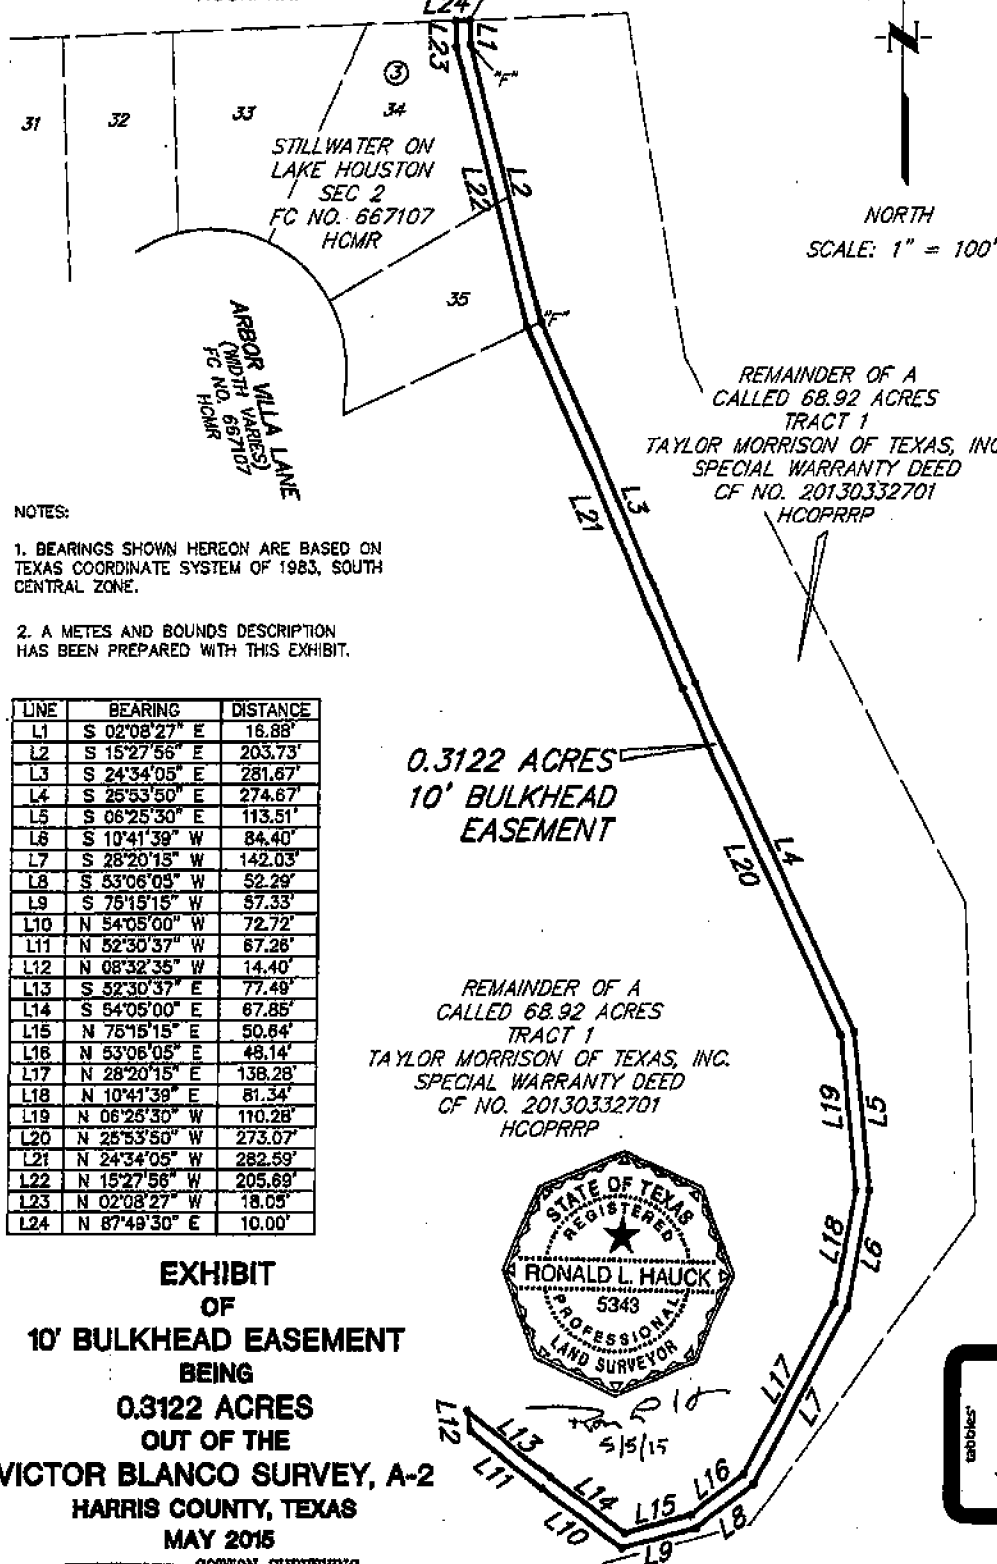 L24
L1
L23
"F"
3
31
32
33
34
STILLWATER ON
LAKE HOUSTON
SEC 2
FC NO. 667107
HCMR
L2
L22
N
NORTH
SCALE: 1" = 100'
35
"F"
ARBOR VILLA LANE
(WIDTH VARIES)
FC NO. 667107
HCMR
REMAINDER OF A
CALLED 68.92 ACRES
TRACT 1
TAYLOR MORRISON OF TEXAS, INC
SPECIAL WARRANTY DEED
CF NO. 20130332701
HCOPRRP
L3
L21
NOTES:
1. BEARINGS SHOWN HEREON ARE BASED ON
TEXAS COORDINATE SYSTEM OF 1983, SOUTH
CENTRAL ZONE.
2. A METES AND BOUNDS DESCRIPTION
HAS BEEN PREPARED WITH THIS EXHIBIT.
LINE BEARING DISTANCE
L1 S 02°08'27" E 16.88'
L2 S 15°27'56" E 203.73'
L3 S 24°34'05" E 281.67'
L4 S 25°53'50" E 274.67'
L5 S 06°25'30" E 113.51'
L6 S 10°41'39" W 84.40'
L7 S 28°20'15" W 142.03'
L8 S 53°06'05" W 52.29'
L9 S 75°15'15" W 57.33'
L10 N 54°05'00" W 72.72'
L11 N 52°30'37" W 67.26'
L12 N 08°32'35" W 14.40'
L13 S 52°30'37" E 77.49'
L14 S 54°05'00" E 67.85'
L15 N 75°15'15" E 50.64'
L16 N 53°06'05" E 48.14'
L17 N 28°20'15" E 138.28'
L18 N 10°41'39" E 81.34'
L19 N 06°25'30" W 110.28'
L20 N 25°53'50" W 273.07'
L21 N 24°34'05" W 282.59'
L22 N 15°27'56" W 205.69'
L23 N 02°08'27" W 18.05'
L24 N 87°49'30" E 10.00'
0.3122 ACRES
10' BULKHEAD
EASEMENT
L4
L20
REMAINDER OF A
CALLED 68.92 ACRES
TRACT 1
TAYLOR MORRISON OF TEXAS, INC.
SPECIAL WARRANTY DEED
CF NO. 20130332701
HCOPRRP
L19
L5
L18
L6
STATE OF TEXAS
REGISTERED
RONALD L. HAUCK
5343
PROFESSIONAL
LAND SURVEYOR
5/5/15
L17
L7
L12
L13
L11
L14
L10
L15
L16
L9
L8
EXHIBIT
OF
10' BULKHEAD EASEMENT
BEING
0.3122 ACRES
OUT OF THE
VICTOR BLANCO SURVEY, A-2
HARRIS COUNTY, TEXAS
MAY 2015
tabbies'